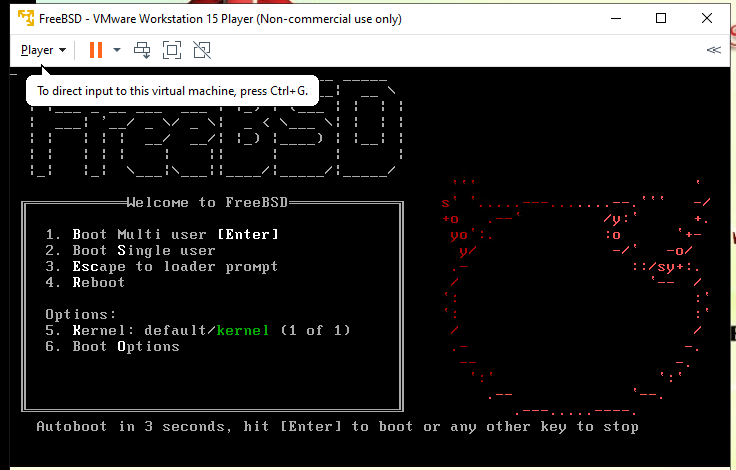 FreeBSD - VMware Workstation 15 Player (Non-commercial use only)
Player
To direct input to this virtual machine, press Ctrl+G.
FreeBSD
Welcome to FreeBSD
1. Boot Multi user [Enter]
2. Boot Single user
3. Escape to loader prompt
4. Reboot
Options:
5. Kernel: default/kernel (1 of 1)
6. Boot Options
Autoboot in 3 seconds, hit [Enter] to boot or any other key to stop